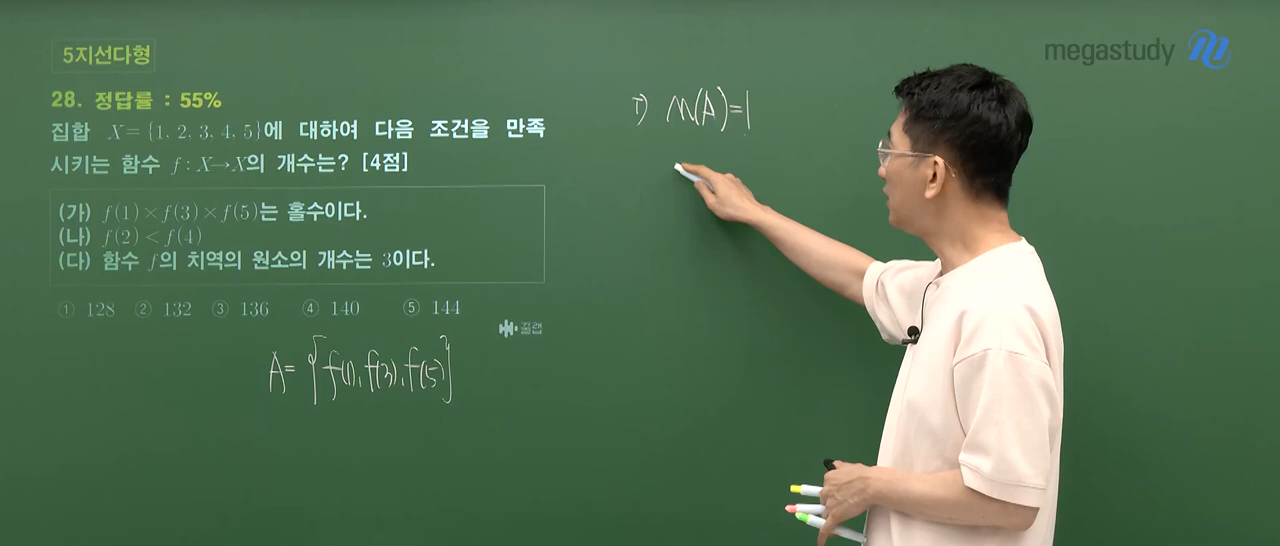 5지선다형
megastudy
28. 정답률 : 55%
집합 X = {1, 2, 3, 4, 5}에 대하여 다음 조건을 만족
시키는 함수 f : X→X의 개수는? [4점]
(가) f(1)×f(3)×f(5)는 홀수이다.
(나) f(2) < f(4)
(다) 함수 f의 치역의 원소의 개수는 3이다.
① 128 ② 132 ③ 136 ④ 140 ⑤ 144
A= {f(1), f(3), f(5)}
i) n(A)=1